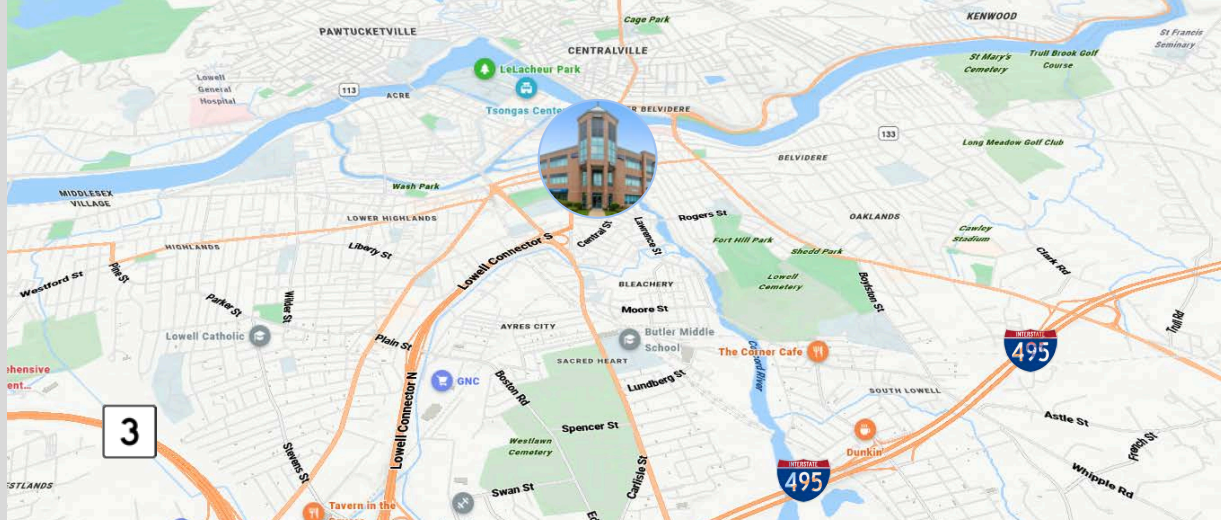 Cage Park
KENWOOD
PAWTUCKETVILLE
St Francis
Seminary
CENTRALVILLE
St Mary's
Cemetery
Trull Brook Golf
Course
LeLacheur Park
Lowell
General
Hospital
113
ACRE
Tsongas Cente
R BELVIDERE
133
Long Meadow Golf Club
BELVIDERE
Wash Park
MIDDLESEX
VILLAGE
LOWER HIGHLANDS
Rogers St
OAKLANDS
Central St
Lawrence St
Cawley
Stadium
HIGHLANDS
Liberty St
Lowell Connector S
Fort Hill Park
Shedd Park
Clark Rd
Westford St
Pine St
BLEACHERY
Lowell
Cemetery
Boylston St
Parker St
Wilder St
Moore St
Trull Rd
Lowell Catholic
Plain St
AYRES CITY
Butler Middle
School
INTERSTATE
495
The Corner Cafe
SACRED HEART
hensive
ent...
GNC
Boston Rd
Lundberg St
River
SOUTH LOWELL
Lowell Connector N
3
Spencer St
Astle St
Westlawn
Cemetery
Dunkin'
French St
Stevens St
Carlisle St
INTERSTATE
495
Whipple Rd
STLANDS
Swan St
Tavern in the